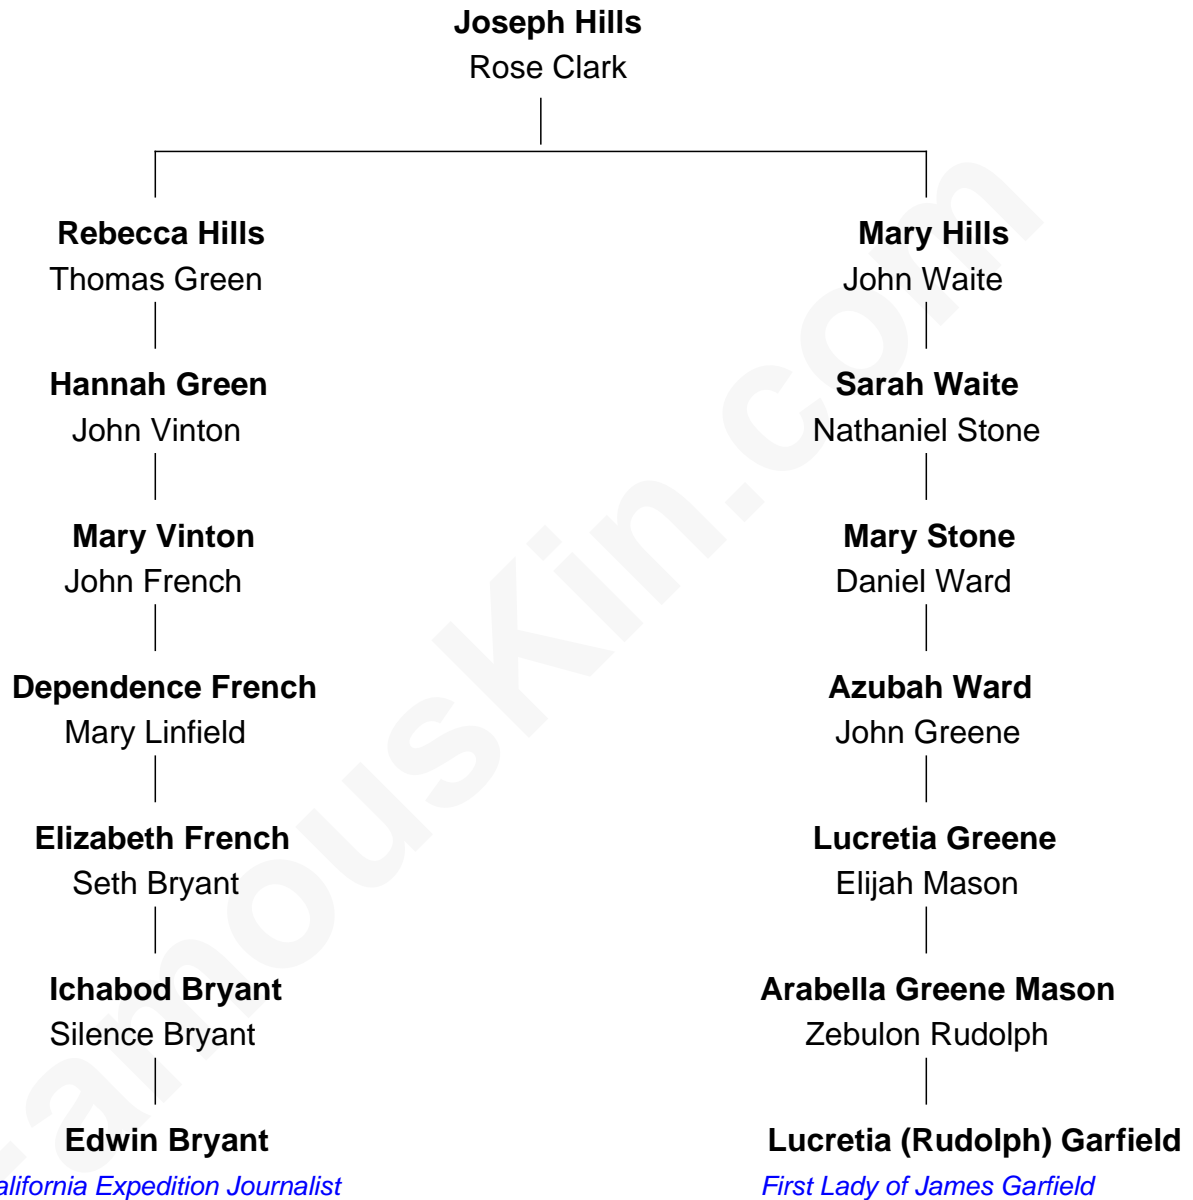 Joseph Hills
Rose Clark
Rebecca Hills
Thomas Green
Hannah Green
John Vinton
Mary Vinton
John French
Dependence French
Mary Linfield
Elizabeth French
Seth Bryant
Ichabod Bryant
Silence Bryant
Edwin Bryant
alifornia Expedition Journalist
Mary Hills
John Waite
Sarah Waite
Nathaniel Stone
Mary Stone
Daniel Ward
Azubah Ward
John Greene
Lucretia Greene
Elijah Mason
Arabella Greene Mason
Zebulon Rudolph
Lucretia (Rudolph) Garfield
First Lady of James Garfield
amouskin.com